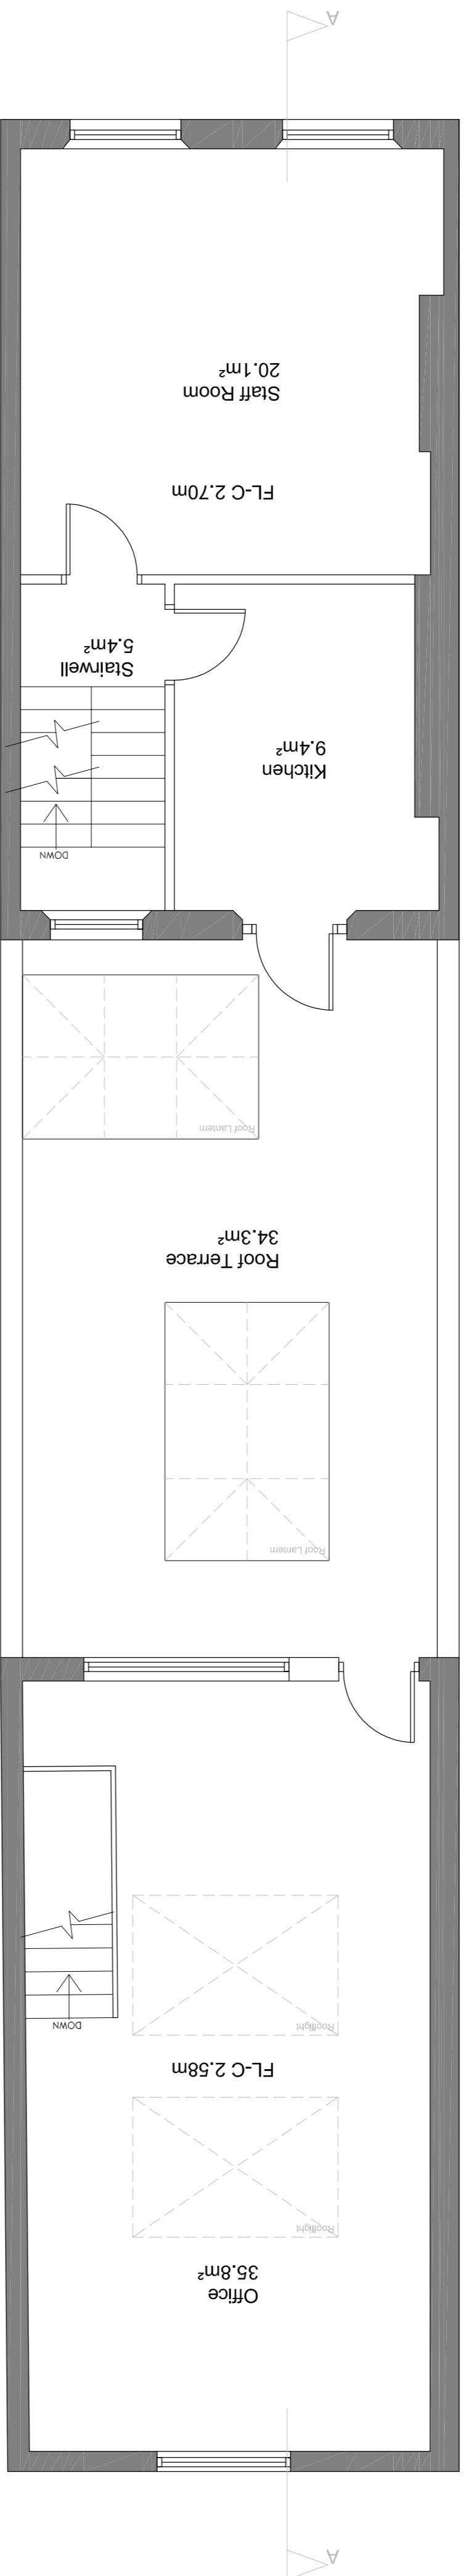 A
Office
35.8m²
Rooflight
FL-C 2.58m
Rooflight
DOWN
Roof Lantern
Roof Terrace
34.3m²
Roof Lantern
DOWN
Kitchen
9.4m²
Stairwell
5.4m²
FL-C 2.70m
Staff Room
20.1m²
A